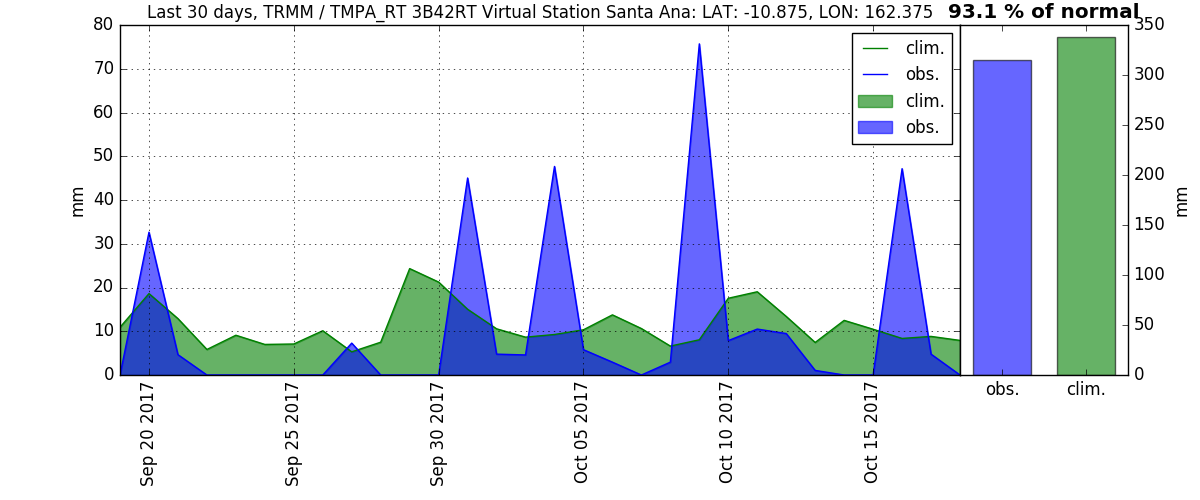 Last 30 days, TRMM / TMPA_RT 3B42RT Virtual Station Santa Ana: LAT: -10.875, LON: 162.375
93.1 % of normal
80
70
60
50
40
30
20
10
0
mm
clim.
obs.
clim.
obs.
350
300
250
200
150
100
50
0
mm
obs.
clim.
Sep 20 2017
Sep 25 2017
Sep 30 2017
Oct 05 2017
Oct 10 2017
Oct 15 2017